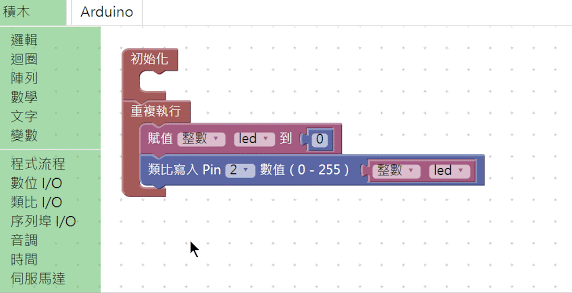 積木 Arduino
邏輯
迴圈
陣列
數學
文字
變數
程式流程
數位 I/O
類比 I/O
序列埠 I/O
音調
時間
伺服馬達
初始化
重複執行
賦值 整數 led 到 0
類比寫入 Pin 2 數值 ( 0 - 255 ) 整數 led